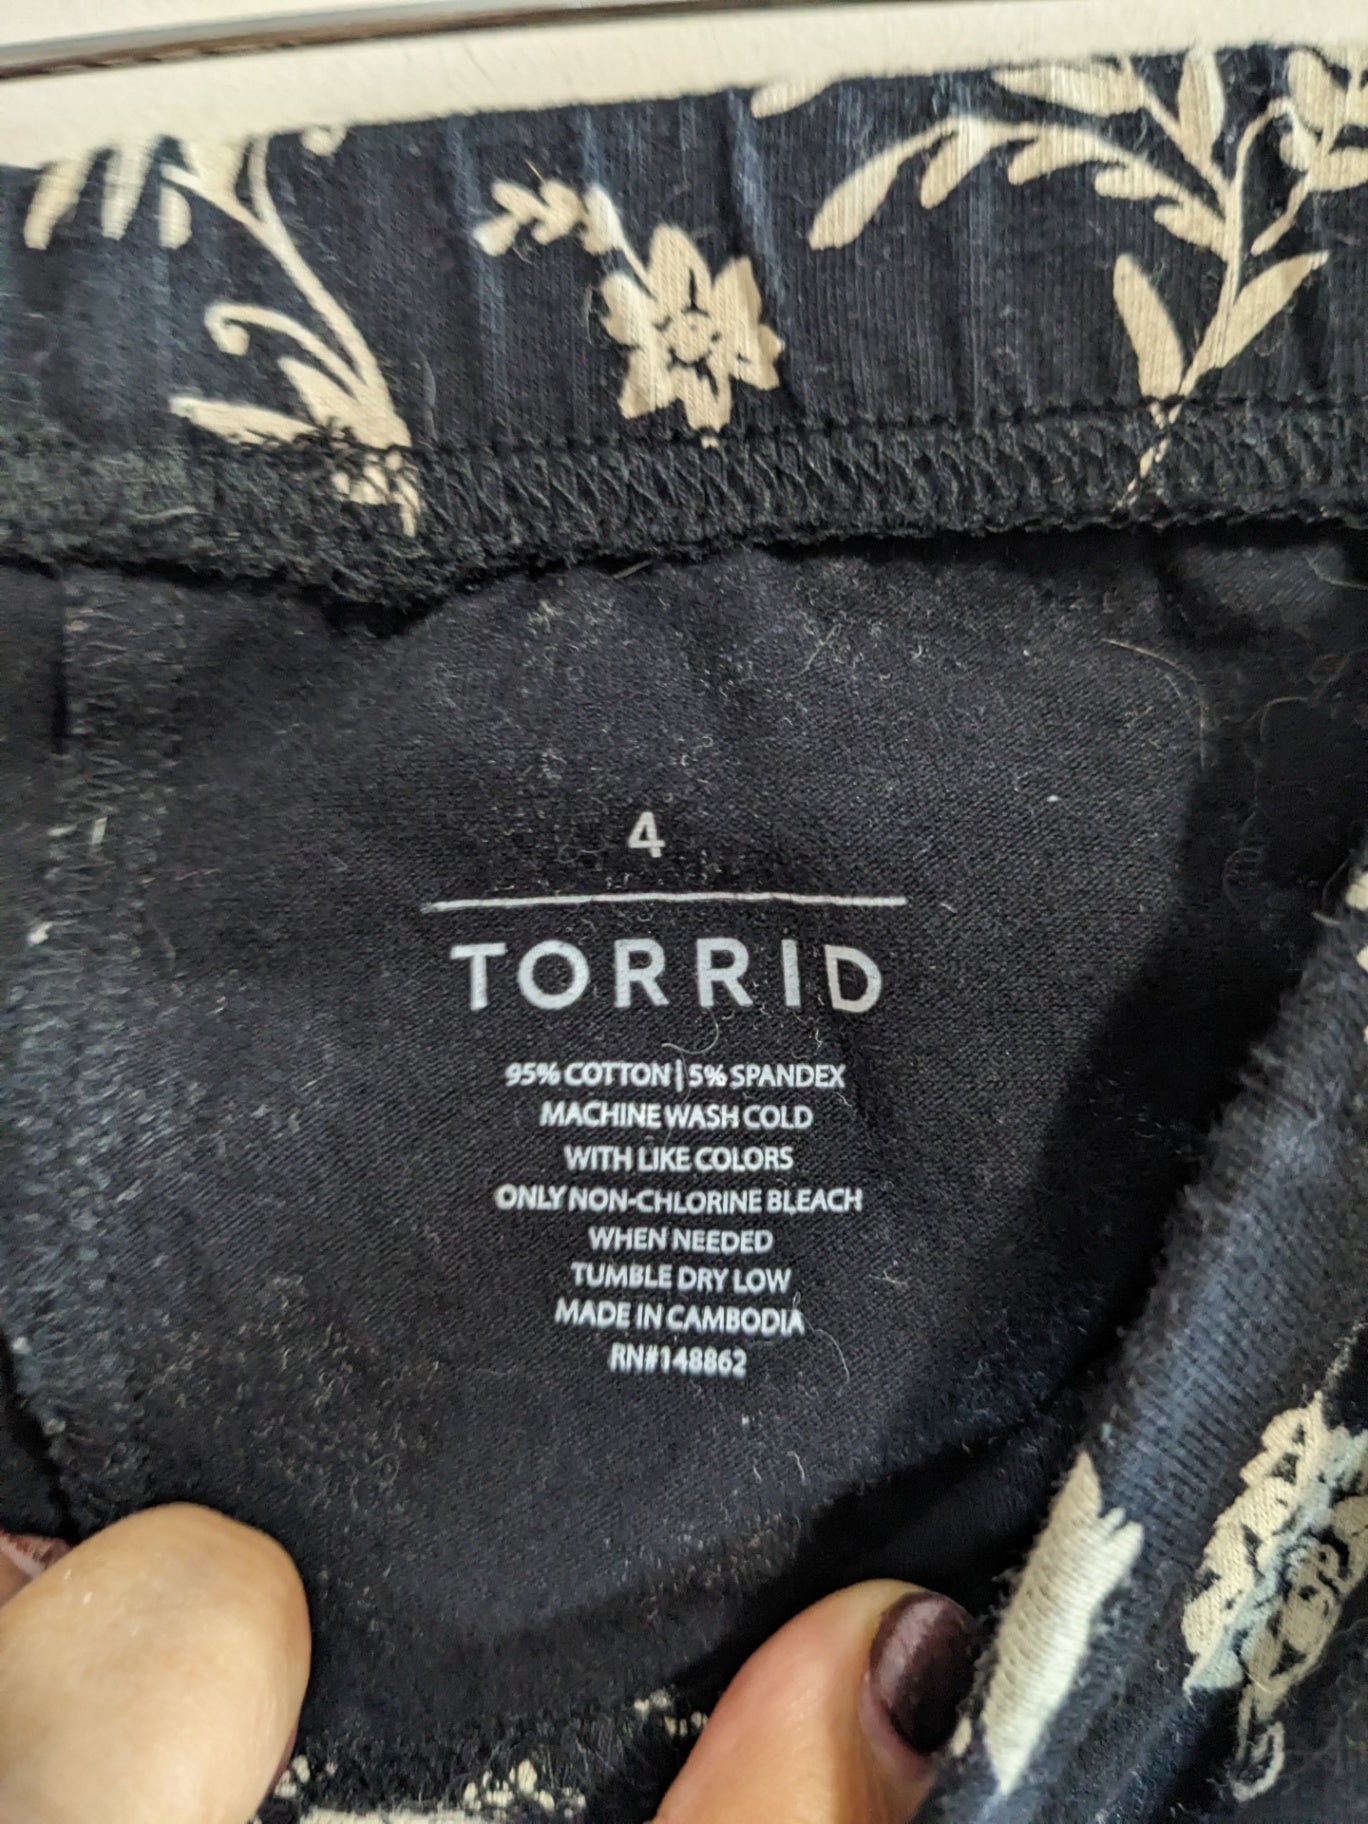 4
TORRID
95% COTTON | 5% SPANDEX
MACHINE WASH COLD
WITH LIKE COLORS
ONLY NON-CHLORINE BLEACH
WHEN NEEDED
TUMBLE DRY LOW
MADE IN CAMBODIA
RN#148862